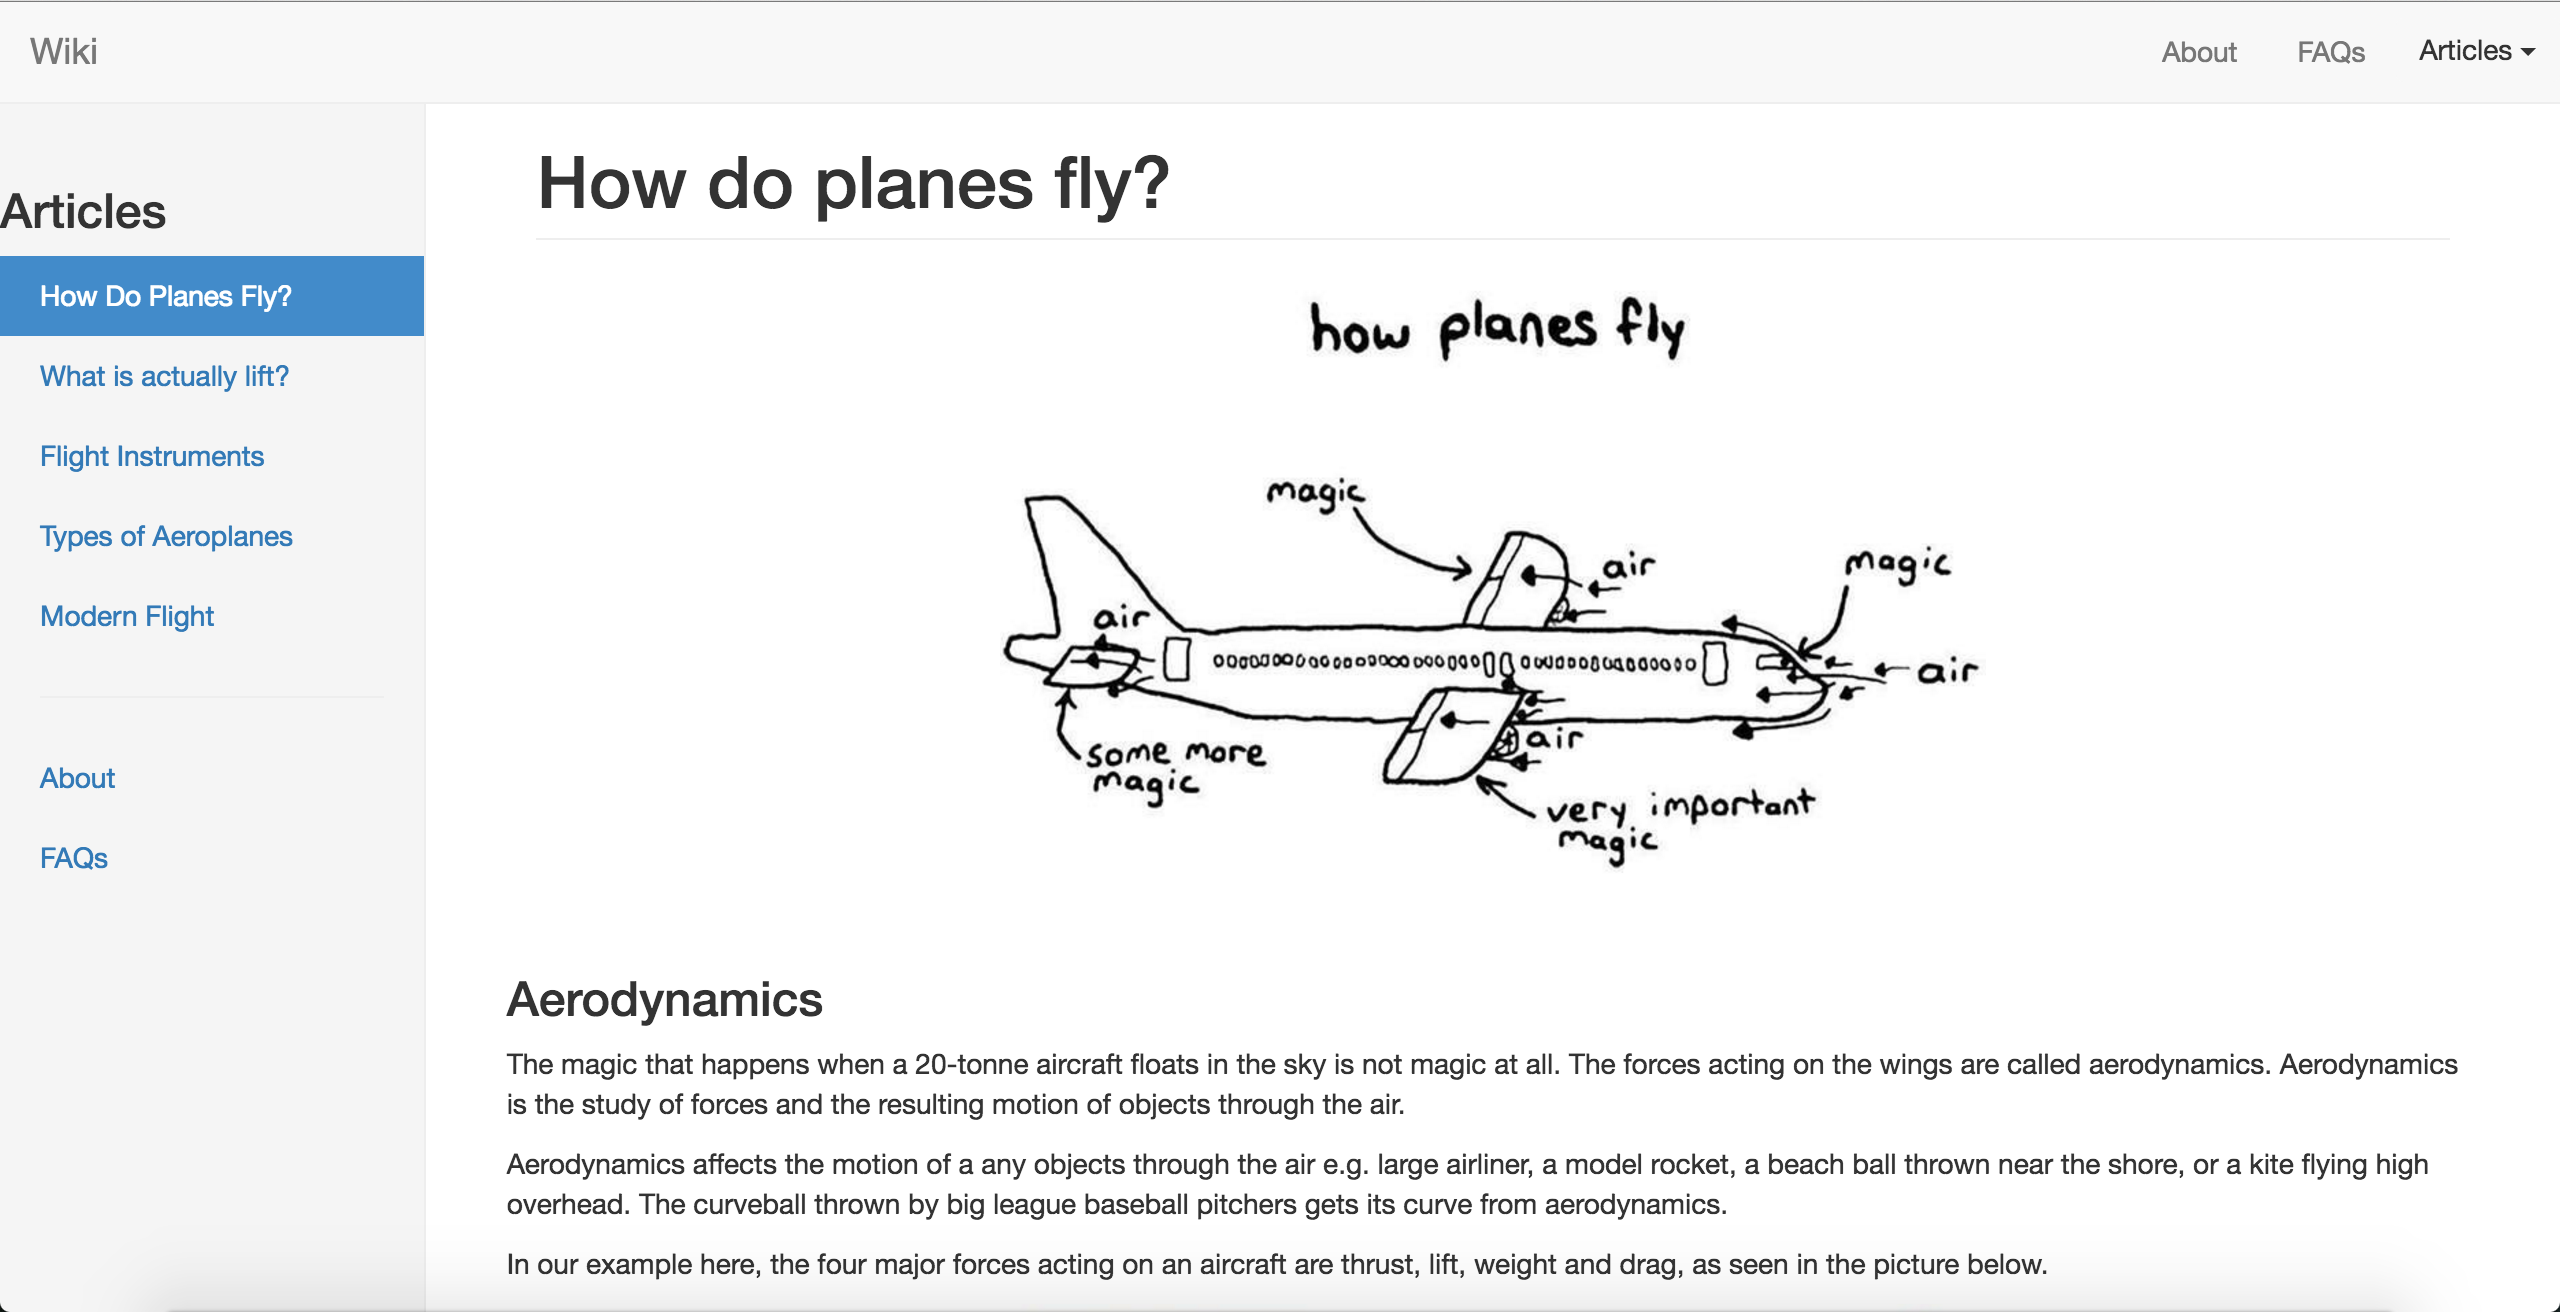 Wiki
About
FAQs
Articles
Articles
How Do Planes Fly?
What is actually lift?
Flight Instruments
Types of Aeroplanes
Modern Flight
About
FAQs
How do planes fly?
how planes fly
magic
air
magic
air
air
some more
magic
air
very important
magic
Aerodynamics
The magic that happens when a 20-tonne aircraft floats in the sky is not magic at all. The forces acting on the wings are called aerodynamics. Aerodynamics
is the study of forces and the resulting motion of objects through the air.
Aerodynamics affects the motion of a any objects through the air e.g. large airliner, a model rocket, a beach ball thrown near the shore, or a kite flying high
overhead. The curveball thrown by big league baseball pitchers gets its curve from aerodynamics.
In our example here, the four major forces acting on an aircraft are thrust, lift, weight and drag, as seen in the picture below.